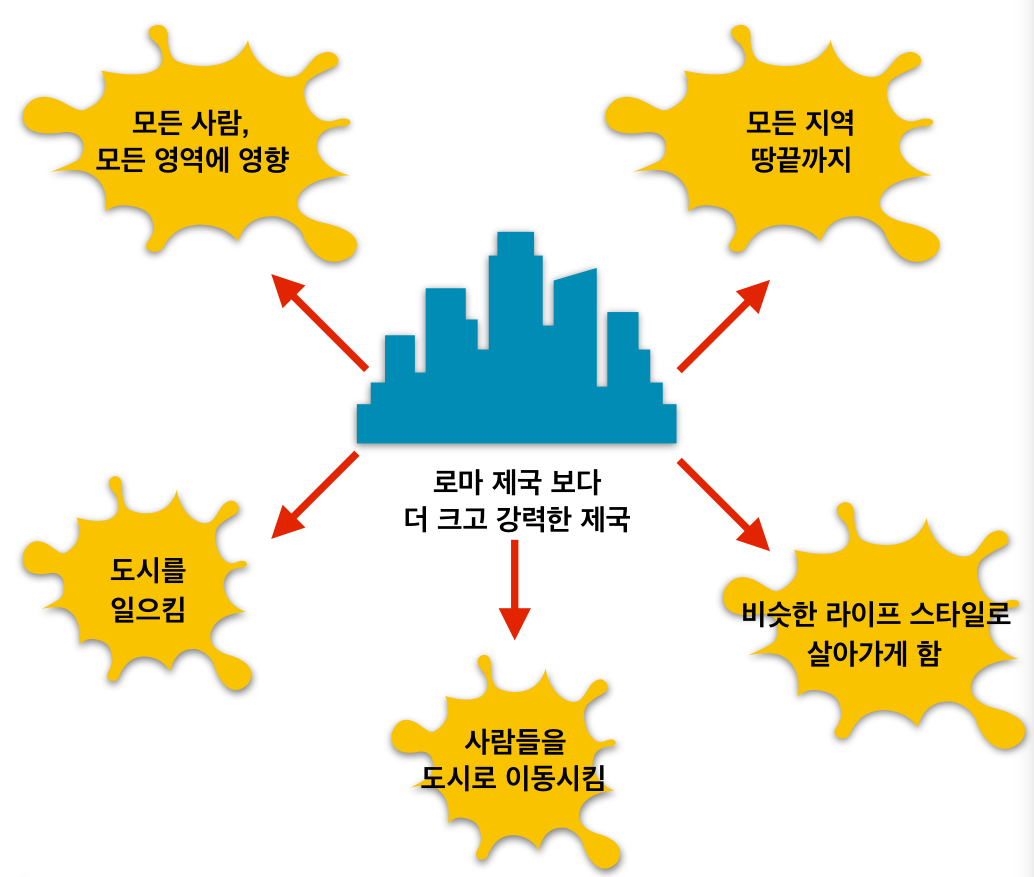 모든 사람,
모든 영역에 영향
모든 지역
땅끝까지
로마 제국 보다
더 크고 강력한 제국
도시를
일으킴
비슷한 라이프 스타일로
살아가게 함
사람들을
도시로 이동시킴